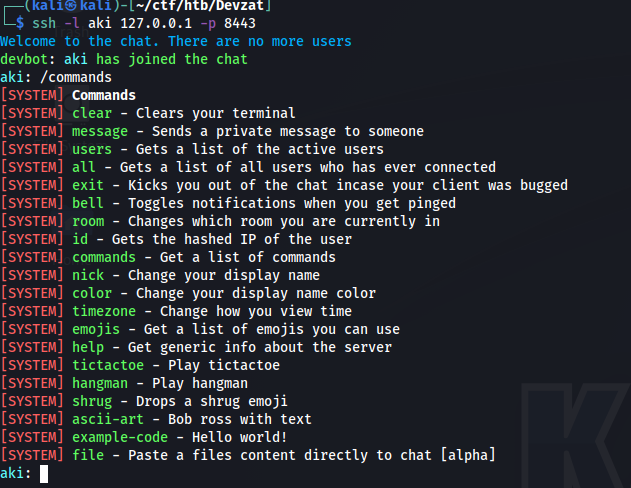 ┌──(kali㉿kali)-[~/ctf/htb/Devzat]
└─$ ssh -l aki 127.0.0.1 -p 8443
Welcome to the chat. There are no more users
devbot: aki has joined the chat
aki: /commands
[SYSTEM] Commands
[SYSTEM] clear - Clears your terminal
[SYSTEM] message - Sends a private message to someone
[SYSTEM] users - Gets a list of the active users
[SYSTEM] all - Gets a list of all users who has ever connected
[SYSTEM] exit - Kicks you out of the chat incase your client was bugged
[SYSTEM] bell - Toggles notifications when you get pinged
[SYSTEM] room - Changes which room you are currently in
[SYSTEM] id - Gets the hashed IP of the user
[SYSTEM] commands - Get a list of commands
[SYSTEM] nick - Change your display name
[SYSTEM] color - Change your display name color
[SYSTEM] timezone - Change how you view time
[SYSTEM] emojis - Get a list of emojis you can use
[SYSTEM] help - Get generic info about the server
[SYSTEM] tictactoe - Play tictactoe
[SYSTEM] hangman - Play hangman
[SYSTEM] shrug - Drops a shrug emoji
[SYSTEM] ascii-art - Bob ross with text
[SYSTEM] example-code - Hello world!
[SYSTEM] file - Paste a files content directly to chat [alpha]
aki: